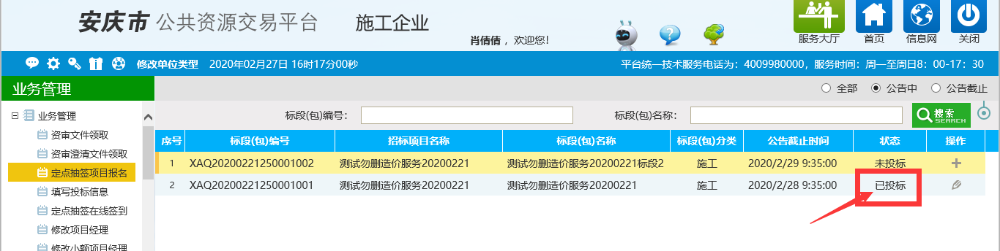 安庆市 公共资源交易平台 施工企业
肖倩倩 ，欢迎您！
服务大厅 首页 信息网 关闭
修改单位类型 2020年02月27日 16时17分00秒 平台统一技术服务电话为：4009980000，服务时间：周一至周日8：00-17：30
业务管理
全部 公告中 公告截止
业务管理
标段(包)编号： 标段(包)名称： 搜索 SEARCH
资审文件领取
资审澄清文件领取
定点抽签项目报名
填写投标信息
定点抽签在线签到
修改项目经理
修改小额项目经理
序号 标段(包)编号 招标项目名称 标段(包)名称 标段(包)分类 公告截止时间 状态 操作
1 XAQ20200221250001002 测试勿删造价服务20200221 测试勿删造价服务20200221标段2 施工 2020/2/29 9:35:00 未投标
2 XAQ20200221250001001 测试勿删造价服务20200221 测试勿删造价服务20200221 施工 2020/2/28 9:35:00 已投标